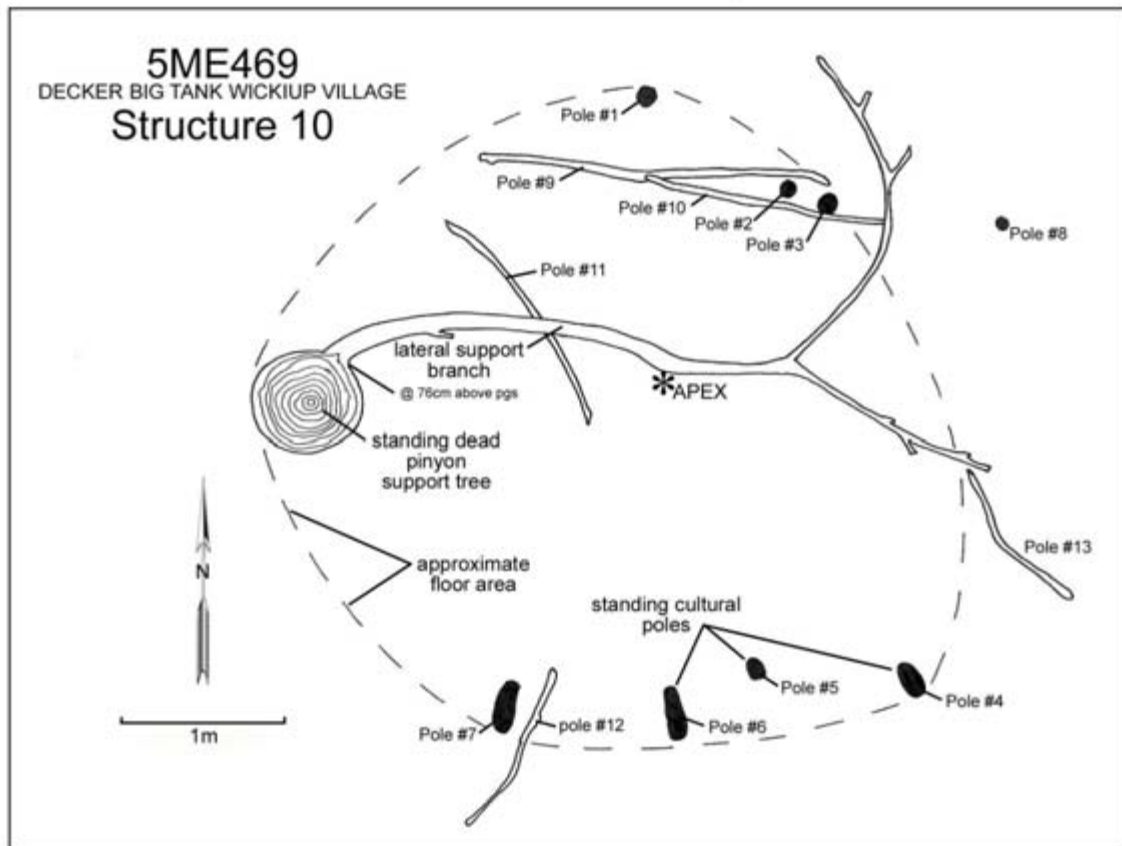 5ME469
DECKER BIG TANK WICKIUP VILLAGE
Structure 10
Pole #1
Pole #9
Pole #10
Pole #2
Pole #3
Pole #8
Pole #11
lateral support
branch
@ 76cm above pgs
APEX
standing dead
pinyon
support tree
N
approximate
floor area
Pole #13
standing cultural
poles
Pole #5
Pole #4
Pole #7
pole #12
Pole #6
1m